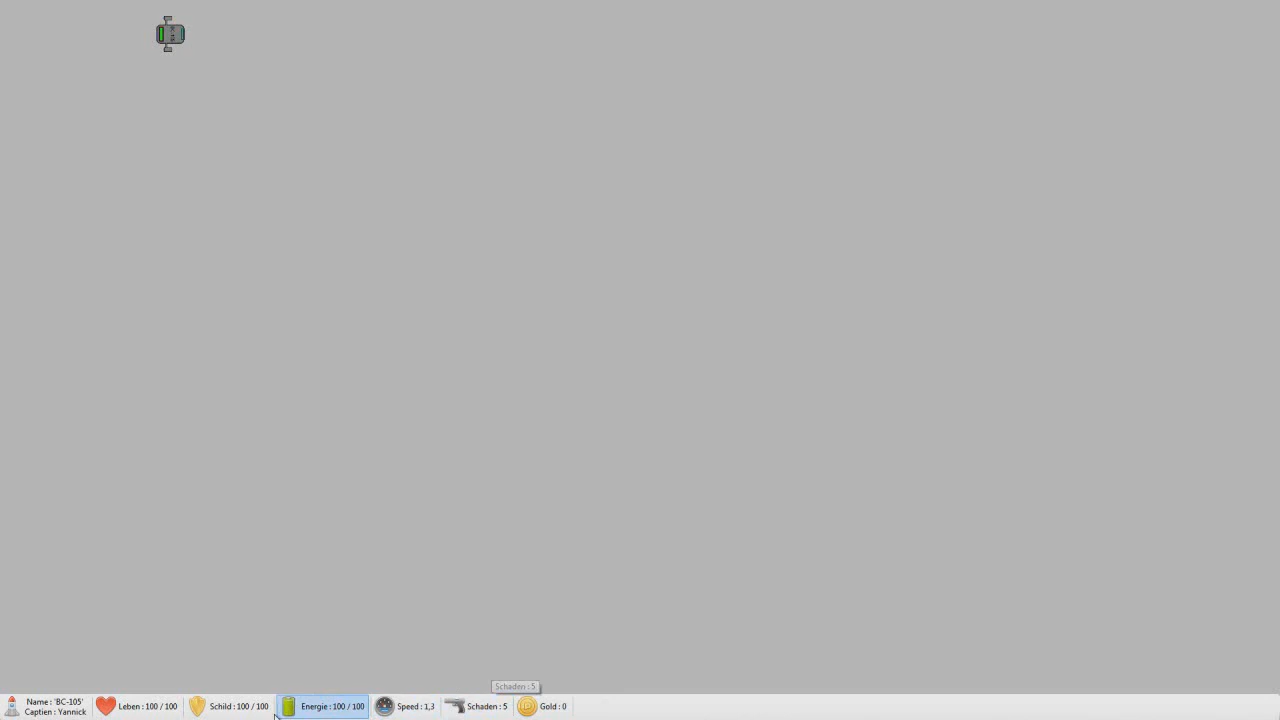 Schaden : 5
Name : 'BC-105'
Captien : Yannick
Leben : 100 / 100
Schild : 100 / 100
Energie : 100 / 100
Speed : 1,3
Schaden : 5
Gold : 0